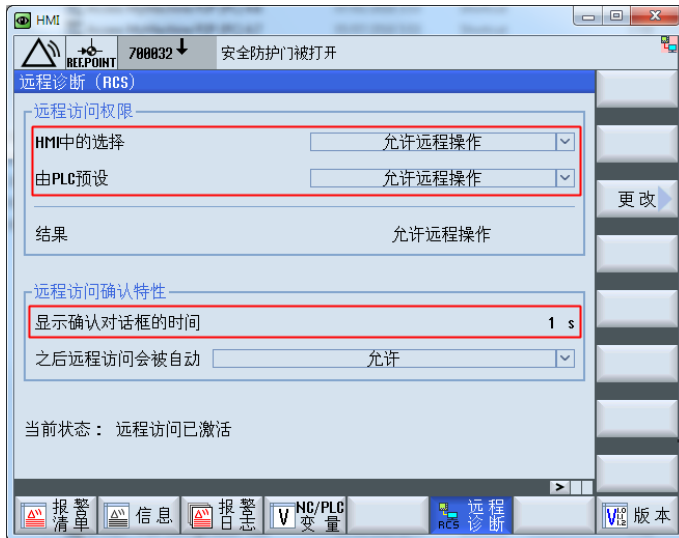 HMI
REF.POINT 700032 安全防护门被打开
远程诊断 (RCS)
远程访问权限
HMI中的选择 允许远程操作
由PLC预设 允许远程操作
更改
结果 允许远程操作
远程访问确认特性
显示确认对话框的时间 1 s
之后远程访问会被自动 允许
当前状态： 远程访问已激活
报警清单 信息 报警日志 V NC/PLC变量 RCS 远程诊断 版本